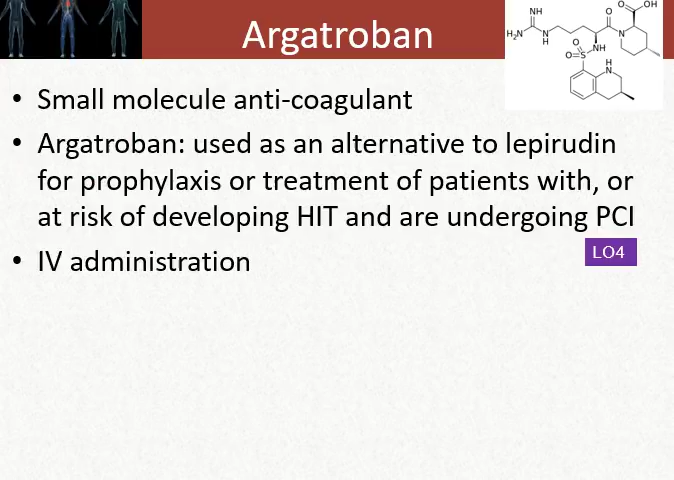 Argatroban
NH
H₂N
N
H
O
O
OH
N
NH
O
O
S
H
N
• Small molecule anti-coagulant
• Argatroban: used as an alternative to lepirudin
for prophylaxis or treatment of patients with, or
at risk of developing HIT and are undergoing PCI
LO4
• IV administration